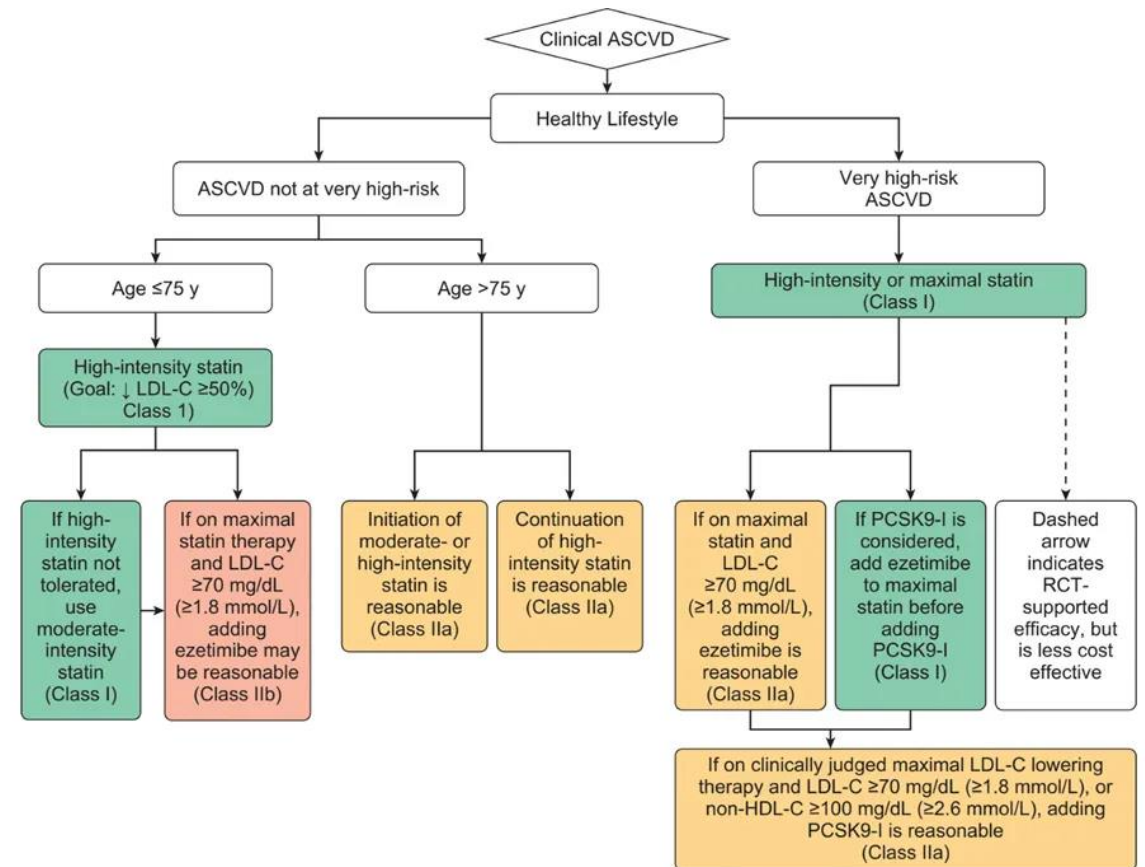 Clinical ASCVD
Healthy Lifestyle
ASCVD not at very high-risk
Very high-risk
ASCVD
Age ≤75 y
Age >75 y
High-intensity or maximal statin
(Class I)
High-intensity statin
(Goal: ↓ LDL-C ≥50%)
Class 1)
If high-
intensity
statin not
tolerated,
use
moderate-
intensity
statin
(Class I)
If on maximal
statin therapy
and LDL-C
≥70 mg/dL
(≥1.8 mmol/L),
adding
ezetimibe may
be reasonable
(Class IIb)
Initiation of
moderate- or
high-intensity
statin is
reasonable
(Class IIa)
Continuation
of high-
intensity statin
is reasonable
(Class IIa)
If on maximal
statin and
LDL-C
≥70 mg/dL
(≥1.8 mmol/L),
adding
ezetimibe is
reasonable
(Class IIa)
If PCSK9-I is
considered,
add ezetimibe
to maximal
statin before
adding
PCSK9-I
(Class I)
Dashed
arrow
indicates
RCT-
supported
efficacy, but
is less cost
effective
If on clinically judged maximal LDL-C lowering
therapy and LDL-C ≥70 mg/dL (≥1.8 mmol/L), or
non-HDL-C ≥100 mg/dL (≥2.6 mmol/L), adding
PCSK9-I is reasonable
(Class IIa)